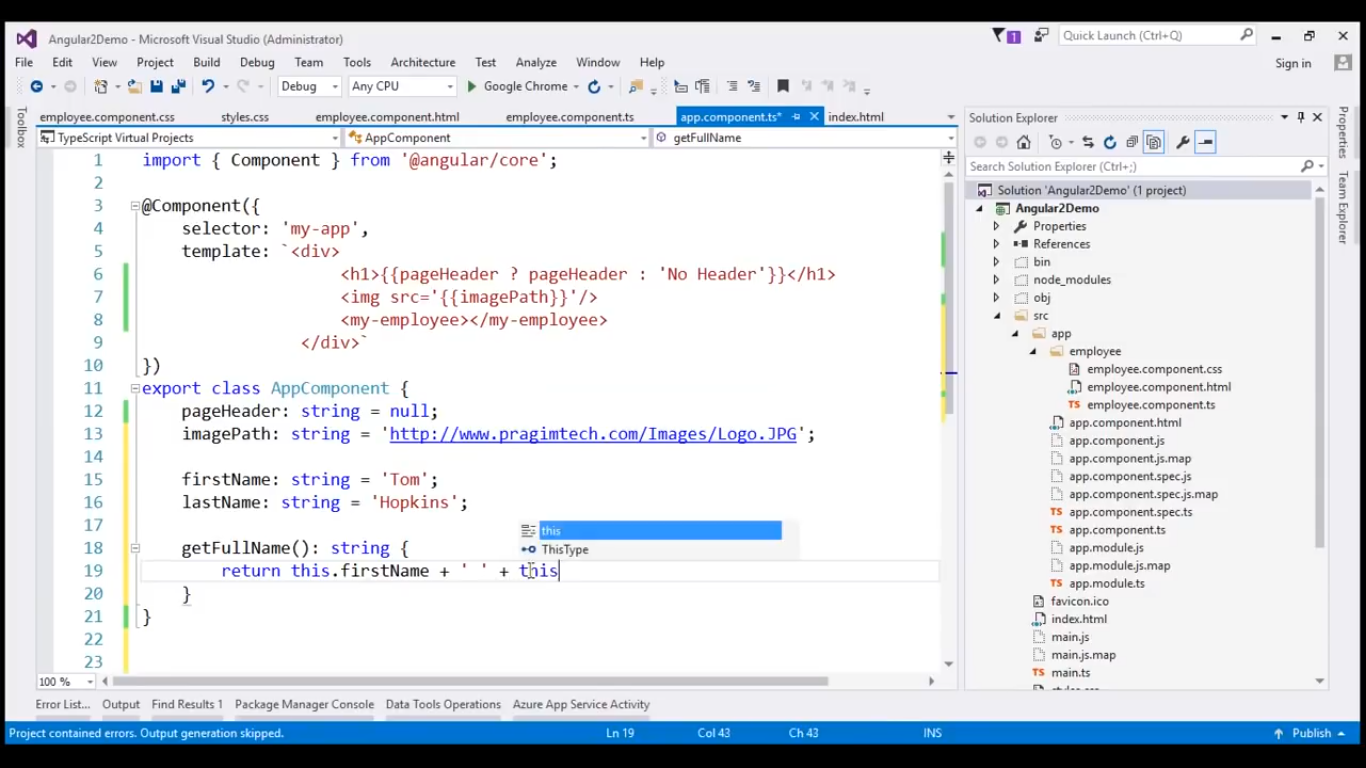 Angular2Demo - Microsoft Visual Studio (Administrator)
1
Quick Launch (Ctrl+Q)
File Edit View Project Build Debug Team Tools Architecture Test Analyze Window Help
Sign in
Debug Any CPU Google Chrome
Toolbox
employee.component.css styles.css employee.component.html employee.component.ts app.component.ts* index.html
TypeScript Virtual Projects AppComponent getFullName
1 import { Component } from '@angular/core';
2
3 @Component({
4 selector: 'my-app',
5 template: `<div>
6 <h1>{{pageHeader ? pageHeader : 'No Header'}}</h1>
7 <img src='{{imagePath}}'/>
8 <my-employee></my-employee>
9 </div>`
10 })
11 export class AppComponent {
12 pageHeader: string = null;
13 imagePath: string = 'http://www.pragimtech.com/Images/Logo.JPG';
14
15 firstName: string = 'Tom';
16 lastName: string = 'Hopkins';
17
18 getFullName(): string {
19 return this.firstName + ' ' + this
20 }
21 }
22
23
this
ThisType
100 %
Solution Explorer
Search Solution Explorer (Ctrl+;)
Solution 'Angular2Demo' (1 project)
Angular2Demo
Properties
References
bin
node_modules
obj
src
app
employee
employee.component.css
employee.component.html
employee.component.ts
app.component.html
app.component.js
app.component.js.map
app.component.spec.js
app.component.spec.js.map
app.component.spec.ts
app.component.ts
app.module.js
app.module.js.map
app.module.ts
favicon.ico
index.html
main.js
main.js.map
main.ts
Properties
Team Explorer
Error List... Output Find Results 1 Package Manager Console Data Tools Operations Azure App Service Activity
Project contained errors. Output generation skipped. Ln 19 Col 43 Ch 43 INS Publish